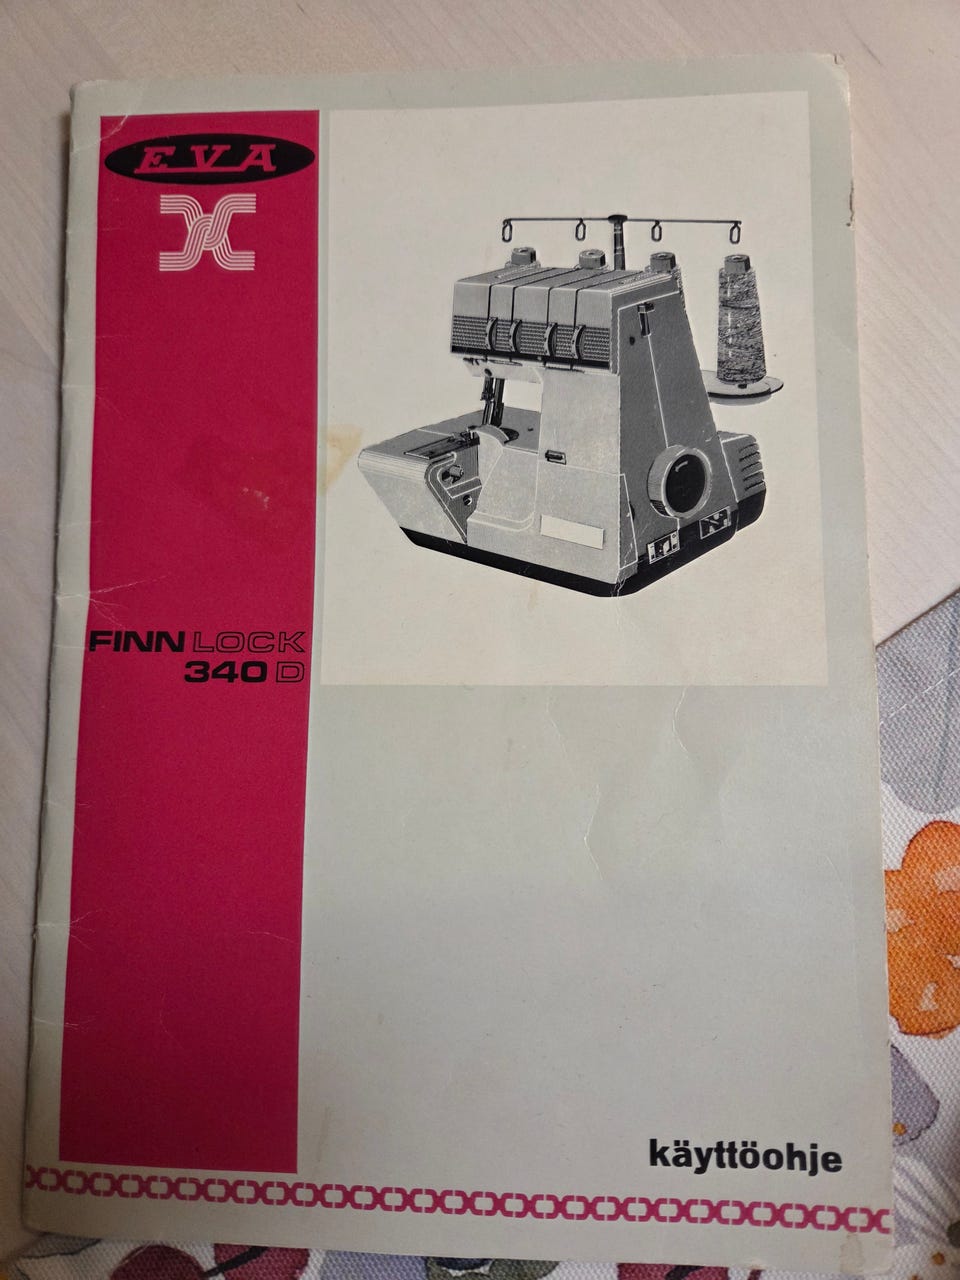 EVA
FINN LOCK
340 D
käyttöohje